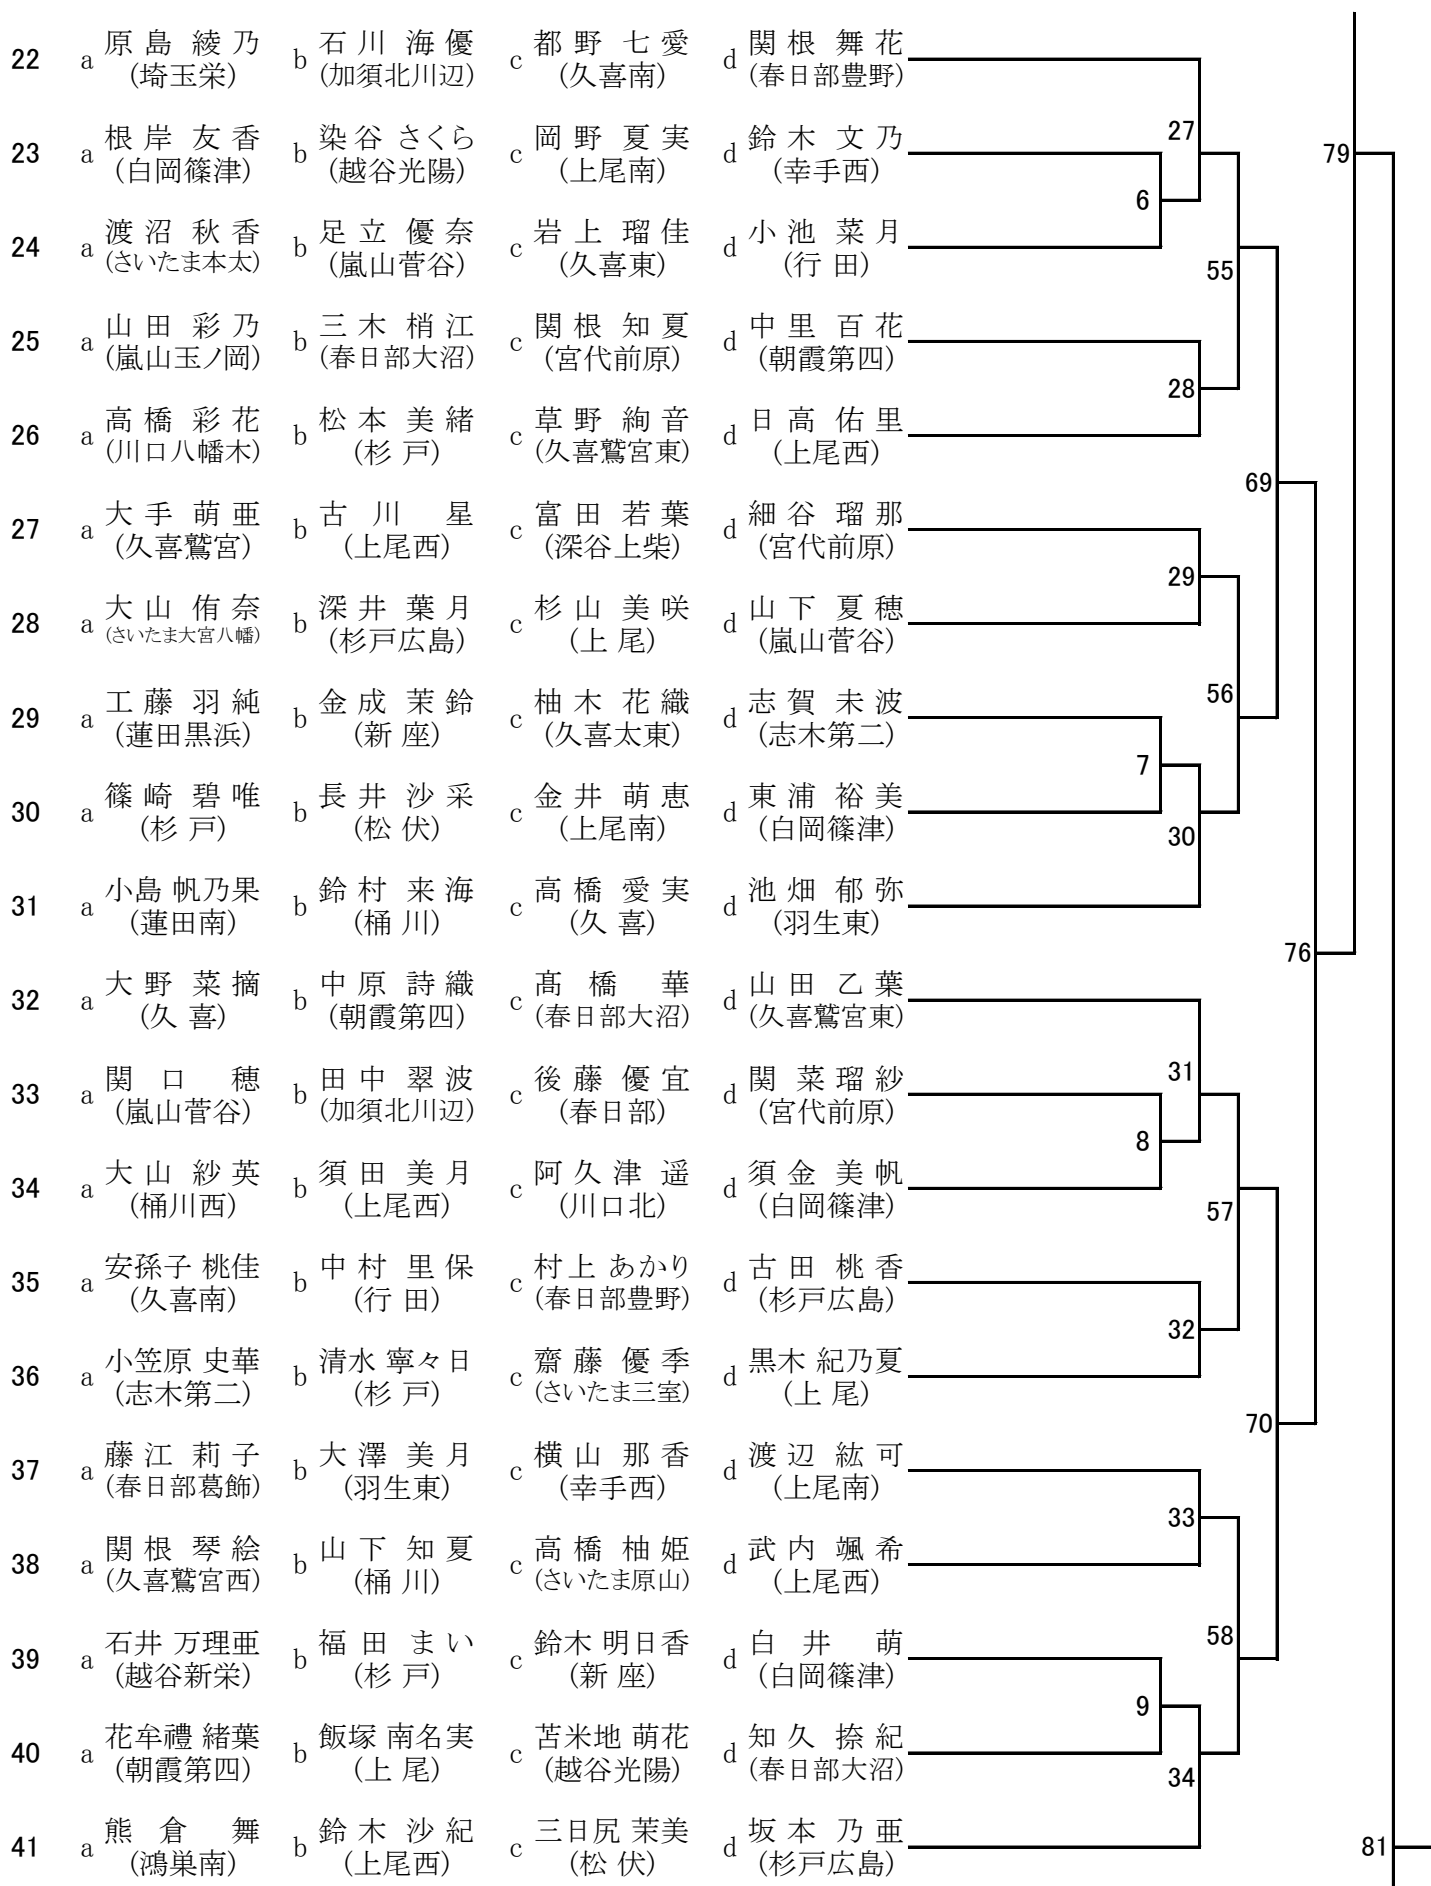 22 a 原島綾乃 b 石川海優 c 都野七愛 d 関根舞花
(埼玉栄) (加須北川辺) (久喜南) (春日部豊野)
27
23 a 根岸友香 b 染谷さくら c 岡野夏実 d 鈴木文乃
79
(白岡篠津) (越谷光陽) (上尾南) (幸手西)
6
24 a 渡沼秋香 b 足立優奈 c 岩上瑠佳 d 小池菜月
(さいたま本太) (嵐山菅谷) (久喜東) (行田)
55
25 a 山田彩乃 b 三木梢江 c 関根知夏 d 中里百花
(嵐山玉ノ岡) (春日部大沼) (宮代前原) (朝霞第四)
28
26 a 高橋彩花 b 松本美緒 c 草野絢音 d 日高佑里
(川口八幡木) (杉戸) (久喜鷲宮東) (上尾西)
69
27 a 大手萌亜 b 古川星 c 富田若葉 d 細谷瑠那
(久喜鷲宮) (上尾西) (深谷上柴) (宮代前原)
29
28 a 大山侑奈 b 深井葉月 c 杉山美咲 d 山下夏穂
(さいたま大宮八幡) (杉戸広島) (上尾) (嵐山菅谷)
56
29 a 工藤羽純 b 金成茉鈴 c 柚木花織 d 志賀未波
(蓮田黒浜) (新座) (久喜太東) (志木第二)
7
30 a 篠崎碧唯 b 長井沙采 c 金井萌恵 d 東浦裕美
(杉戸) (松伏) (上尾南) (白岡篠津)
30
31 a 小島帆乃果 b 鈴村来海 c 高橋愛実 d 池畑郁弥
(蓮田南) (桶川) (久喜) (羽生東)
76
32 a 大野菜摘 b 中原詩織 c 髙橋華 d 山田乙葉
(久喜) (朝霞第四) (春日部大沼) (久喜鷲宮東)
31
33 a 関口穂 b 田中翠波 c 後藤優宜 d 関菜瑠紗
(嵐山菅谷) (加須北川辺) (春日部) (宮代前原)
8
34 a 大山紗英 b 須田美月 c 阿久津遥 d 須金美帆
(桶川西) (上尾西) (川口北) (白岡篠津)
57
35 a 安孫子桃佳 b 中村里保 c 村上あかり d 古田桃香
(久喜南) (行田) (春日部豊野) (杉戸広島)
32
36 a 小笠原史華 b 清水寧々日 c 齋藤優季 d 黒木紀乃夏
(志木第二) (杉戸) (さいたま三室) (上尾)
70
37 a 藤江莉子 b 大澤美月 c 横山那香 d 渡辺紘可
(春日部葛飾) (羽生東) (幸手西) (上尾南)
33
38 a 関根琴絵 b 山下知夏 c 高橋柚姫 d 武内颯希
(久喜鷲宮西) (桶川) (さいたま原山) (上尾西)
58
39 a 石井万理亜 b 福田まい c 鈴木明日香 d 白井萌
(越谷新栄) (杉戸) (新座) (白岡篠津)
9
40 a 花牟禮緒葉 b 飯塚南名実 c 苫米地萌花 d 知久捺紀
(朝霞第四) (上尾) (越谷光陽) (春日部大沼)
34
41 a 熊倉舞 b 鈴木沙紀 c 三日尻茉美 d 坂本乃亜
81
(鴻巣南) (上尾西) (松伏) (杉戸広島)